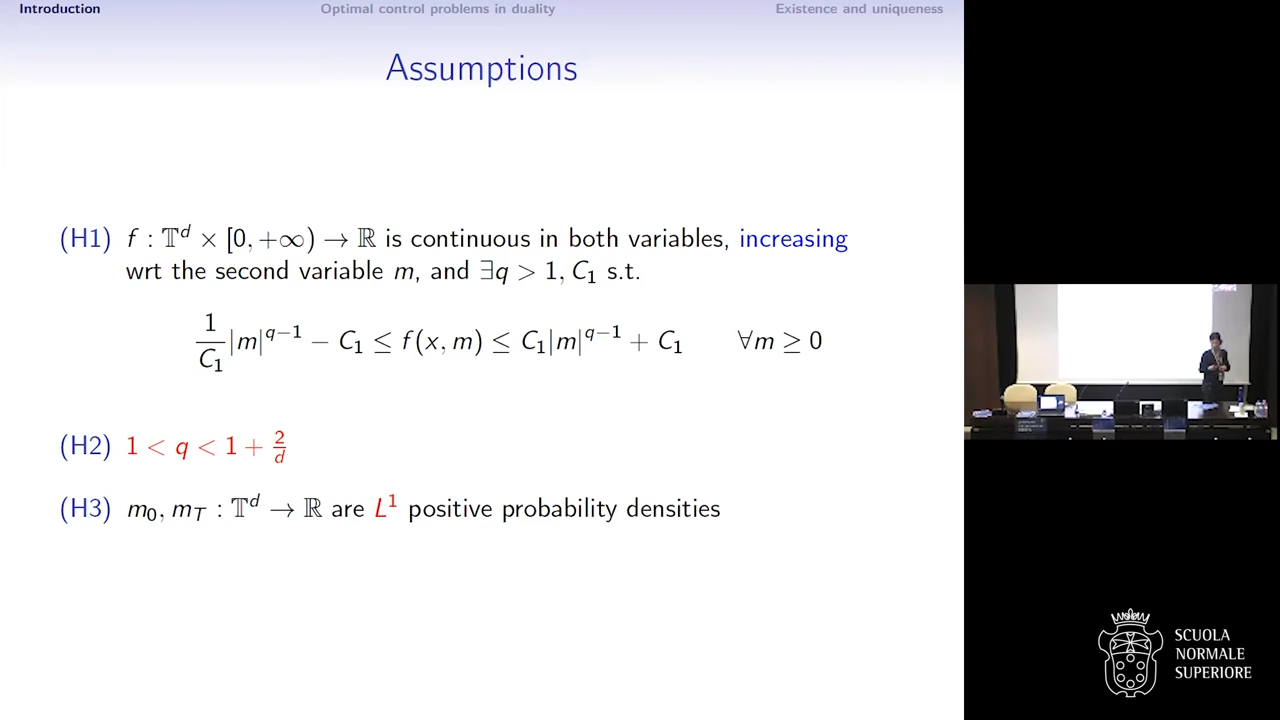 Introduction Optimal control problems in duality Existence and uniqueness
Assumptions
(H1) f : 𝕋ᵈ × [0, +∞) → ℝ is continuous in both variables, increasing
wrt the second variable m, and ∃q > 1, C₁ s.t.
1/C₁ |m|^{q−1} − C₁ ≤ f(x, m) ≤ C₁|m|^{q−1} + C₁ ∀m ≥ 0
(H2) 1 < q < 1 + 2/d
(H3) m₀, m_T : 𝕋ᵈ → ℝ are L¹ positive probability densities
SCUOLA
NORMALE
SUPERIORE